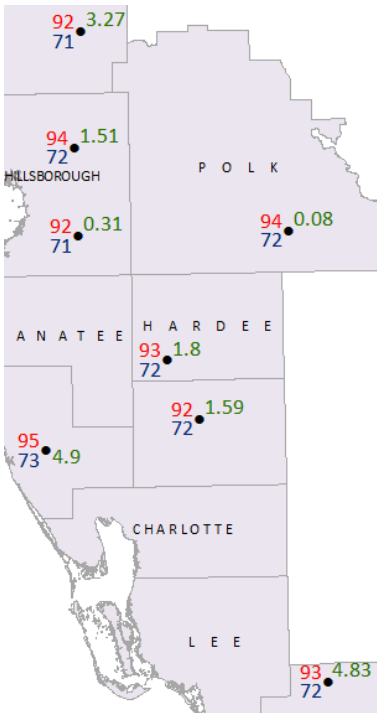 92 3.27
71
94 1.51
72
HILLSBOROUGH
P O L K
92 0.31
71
94 0.08
72
A N A T E E
H A R D E E
93 1.8
72
92 1.59
72
95
73 4.9
CHARLOTTE
L E E
93 4.83
72